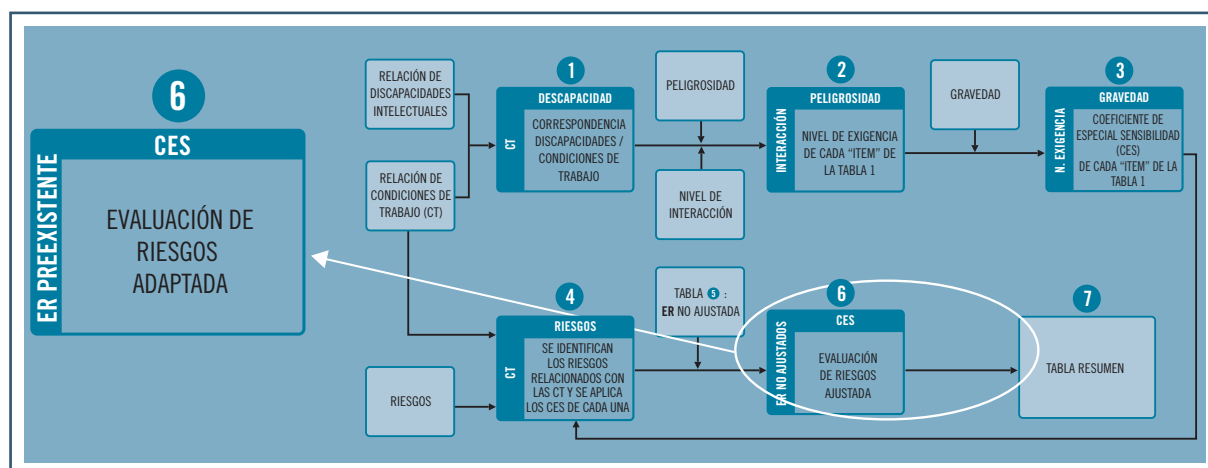 6
CES
ER PREEXISTENTE
EVALUACIÓN DE
RIESGOS
ADAPTADA
RELACIÓN DE
DISCAPACIDADES
INTELECTUALES
RELACIÓN DE
CONDICIONES DE
TRABAJO (CT)
1
DESCAPACIDAD
CT
CORRESPONDENCIA
DISCAPACIDADES /
CONDICIONES DE
TRABAJO
PELIGROSIDAD
NIVEL DE
INTERACCIÓN
2
PELIGROSIDAD
INTERACCIÓN
NIVEL DE EXIGENCIA
DE CADA “ITEM” DE
LA TABLA 1
GRAVEDAD
3
GRAVEDAD
N. EXIGENCIA
COEFICIENTE DE
ESPECIAL SENSIBILIDAD
(CES)
DE CADA “ITEM” DE LA
TABLA 1
RIESGOS
4
RIESGOS
CT
SE IDENTIFICAN
LOS RIESGOS
RELACIONADOS CON
LAS CT Y SE APLICA
LOS CES DE CADA UNA
TABLA 5 :
ER NO AJUSTADA
6
CES
ER NO AJUSTADOS
EVALUACIÓN
DE RIESGOS
AJUSTADA
7
TABLA RESUMEN